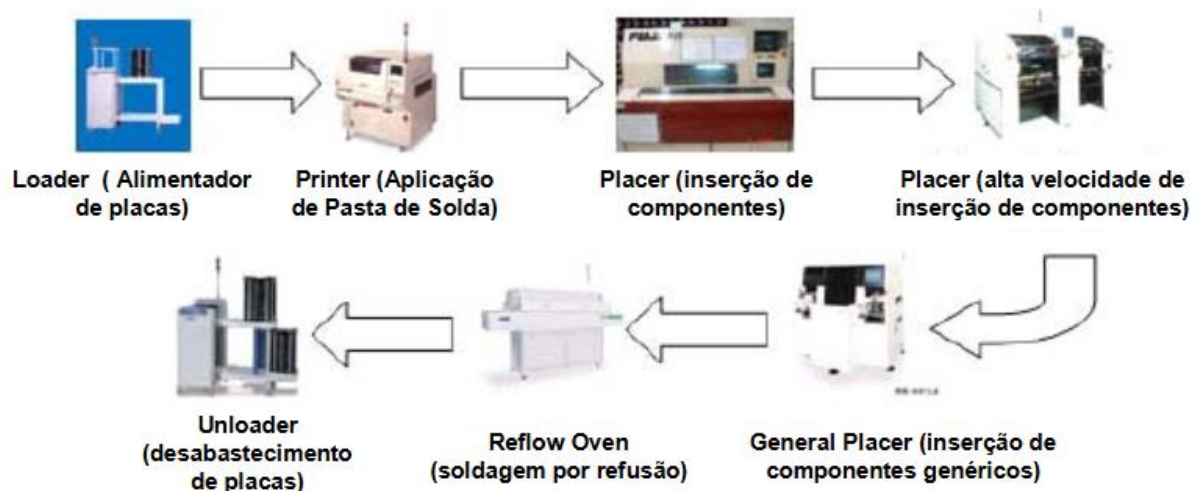 Loader ( Alimentador
de placas)
Printer (Aplicação
de Pasta de Solda)
Placer (inserção de
componentes)
Placer (alta velocidade de
inserção de componentes)
Unloader
(desabastecimento
de placas)
Reflow Oven
(soldagem por refusão)
General Placer (inserção de
componentes genéricos)